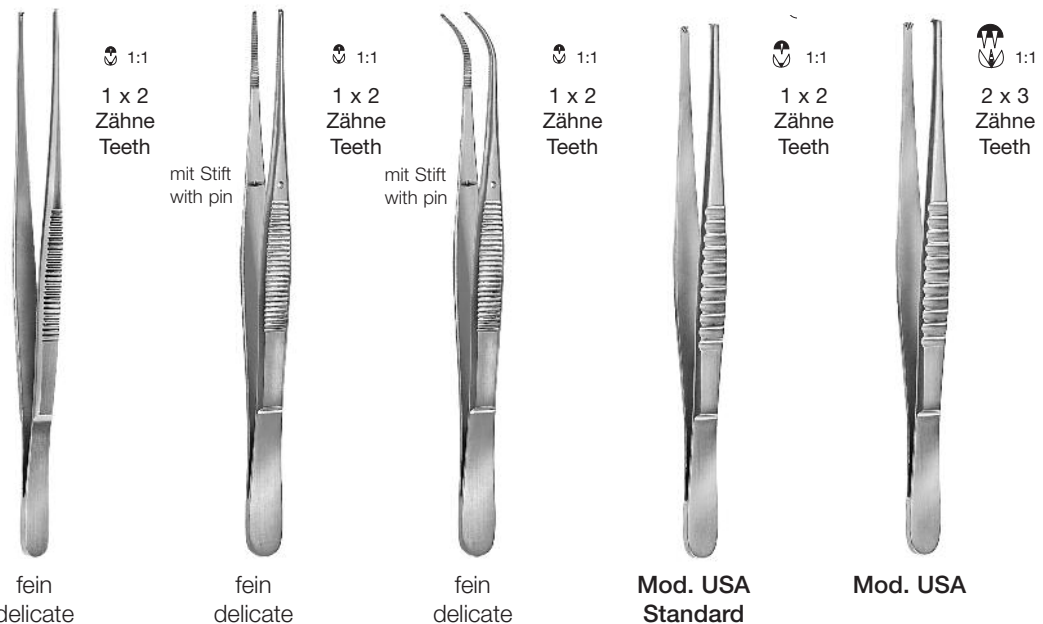 1:1
1 x 2
Zähne
Teeth
mit Stift
with pin
1:1
1 x 2
Zähne
Teeth
mit Stift
with pin
1:1
1 x 2
Zähne
Teeth
1:1
1 x 2
Zähne
Teeth
1:1
2 x 3
Zähne
Teeth
fein
delicate
fein
delicate
fein
delicate
Mod. USA
Standard
Mod. USA